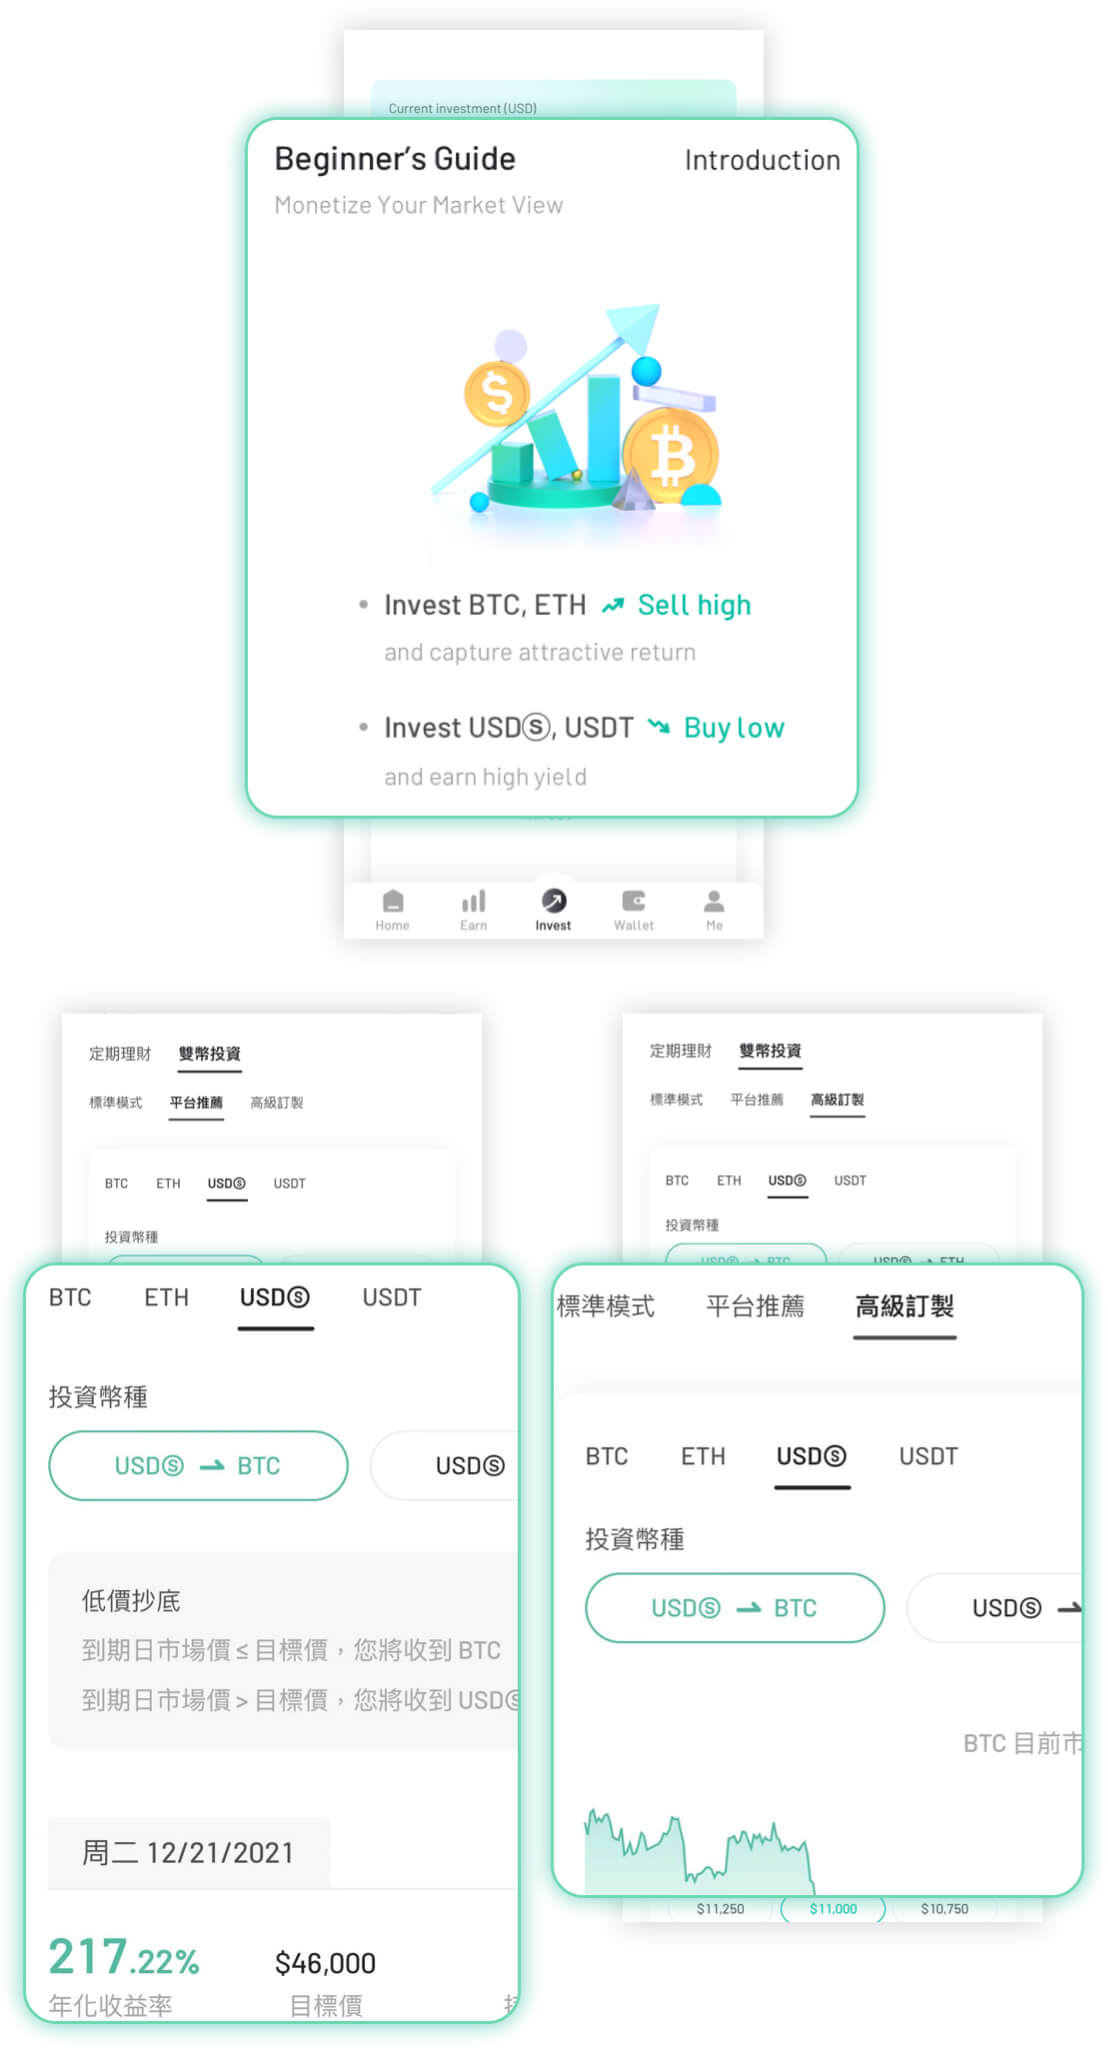 Current investment (USD)
Beginner’s Guide
Introduction
Monetize Your Market View
Invest BTC, ETH Sell high
and capture attractive return
Invest USDⓈ, USDT Buy low
and earn high yield
Home
Earn
Invest
Wallet
Me
定期理財
雙幣投資
標準模式
平台推薦
高級訂製
BTC
ETH
USDⓈ
USDT
投資幣種
BTC
ETH
USDⓈ
USDT
投資幣種
USDⓈ → BTC
USDⓈ
低價抄底
到期日市場價 ≤ 目標價，您將收到 BTC
到期日市場價 > 目標價，您將收到 USDⓈ
周二 12/21/2021
217.22%
$46,000
年化收益率
目標價
定期理財
雙幣投資
標準模式
平台推薦
高級訂製
BTC
ETH
USDⓈ
USDT
投資幣種
USDⓈ → BTC
USDⓈ → ETH
標準模式
平台推薦
高級訂製
BTC
ETH
USDⓈ
USDT
投資幣種
USDⓈ → BTC
USDⓈ →
BTC 目前市
$11,250
$11,000
$10,750